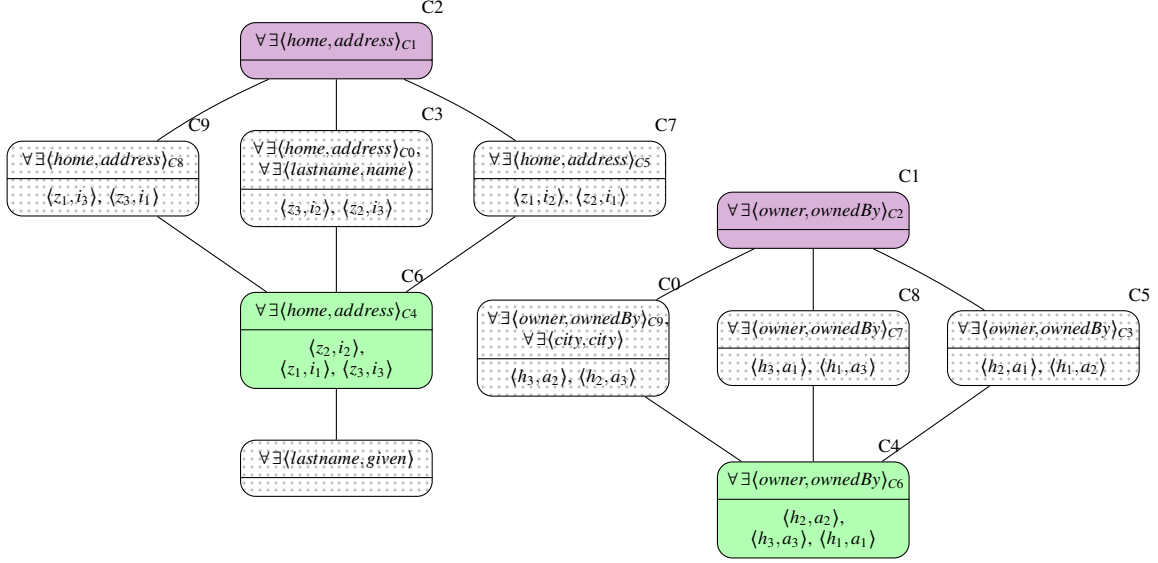 C2
∀∃⟨home,address⟩C1
C9
∀∃⟨home,address⟩C8
⟨z1,i3⟩, ⟨z3,i1⟩
C3
∀∃⟨home,address⟩C0,
∀∃⟨lastname,name⟩
⟨z3,i2⟩, ⟨z2,i3⟩
C7
∀∃⟨home,address⟩C5
⟨z1,i2⟩, ⟨z2,i1⟩
C6
∀∃⟨home,address⟩C4
⟨z2,i2⟩,
⟨z1,i1⟩, ⟨z3,i3⟩
∀∃⟨lastname,given⟩
C1
∀∃⟨owner,ownedBy⟩C2
C0
∀∃⟨owner,ownedBy⟩C9,
∀∃⟨city,city⟩
⟨h3,a2⟩, ⟨h2,a3⟩
C8
∀∃⟨owner,ownedBy⟩C7
⟨h3,a1⟩, ⟨h1,a3⟩
C5
∀∃⟨owner,ownedBy⟩C3
⟨h2,a1⟩, ⟨h1,a2⟩
C4
∀∃⟨owner,ownedBy⟩C6
⟨h2,a2⟩,
⟨h3,a3⟩, ⟨h1,a1⟩